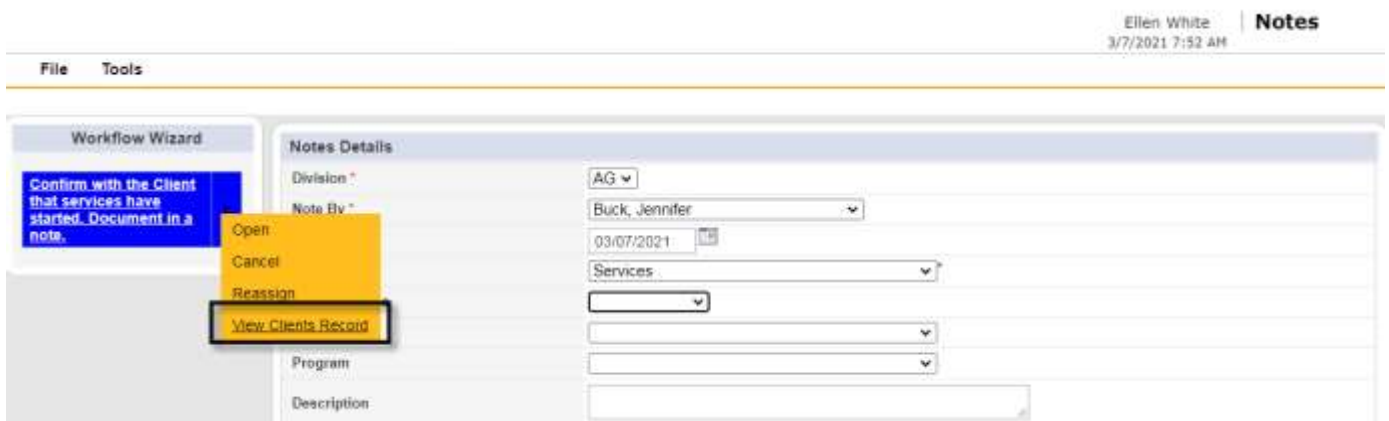 Ellen White
Notes
3/7/2021 7:52 AM
File Tools
Workflow Wizard
Confirm with the Client
that services have
started. Document in a
note.
Open
Cancel
Reassign
View Clients Record
Notes Details
Division * AG
Note By * Buck, Jennifer
03/07/2021
Services *
Program
Description